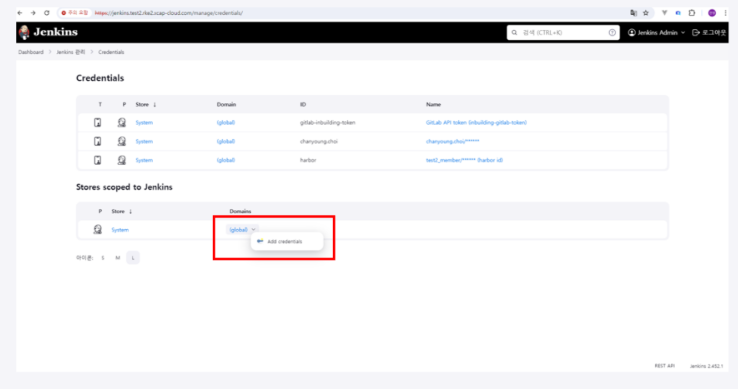 주의 요함 https://jenkins.test2.rke2.xcap-cloud.com/manage/credentials/
Jenkins
검색 (CTRL+K)
Jenkins Admin
로그아웃
Dashboard > Jenkins 관리 > Credentials
Credentials
T P Store ↓ Domain ID Name
System (global) gitlab-inbuilding-token GitLab API token (inbuilding-gitlab-token)
System (global) chanyoung.choi chanyoung.choi/******
System (global) harbor test2_member/****** (harbor id)
Stores scoped to Jenkins
P Store ↓ Domains
System (global)
add credentials
아이콘: S M L
REST API Jenkins 2.452.1